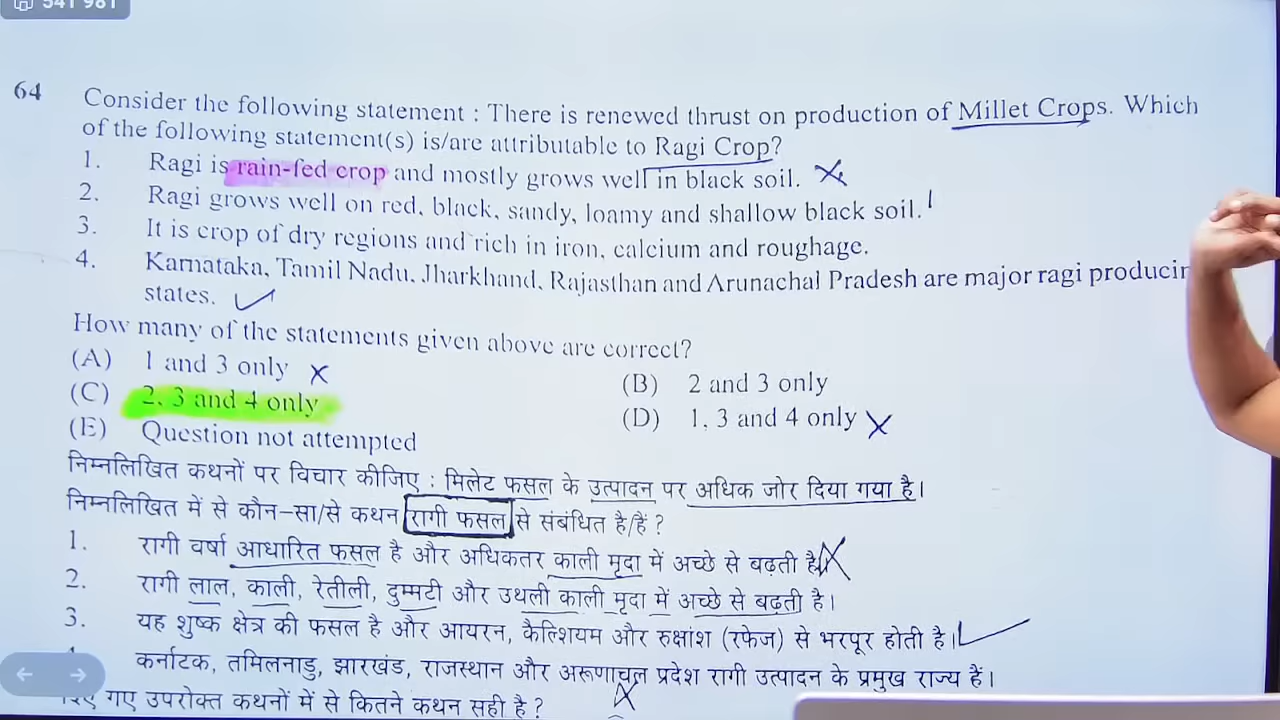 541 981
64 Consider the following statement : There is renewed thrust on production of Millet Crops. Which
of the following statement(s) is/are attributable to Ragi Crop?
1. Ragi is rain-fed crop and mostly grows well in black soil.
2. Ragi grows well on red, black, sandy, loamy and shallow black soil.
3. It is crop of dry regions and rich in iron, calcium and roughage.
4. Karnataka, Tamil Nadu, Jharkhand, Rajasthan and Arunachal Pradesh are major ragi producin
states.
How many of the statements given above are correct?
(A) 1 and 3 only
(B) 2 and 3 only
(C) 2, 3 and 4 only
(D) 1, 3 and 4 only
(E) Question not attempted
निम्नलिखित कथनों पर विचार कीजिए : मिलेट फसल के उत्पादन पर अधिक जोर दिया गया है।
निम्नलिखित में से कौन-सा/से कथन रागी फसल से संबंधित है/हैं ?
1. रागी वर्षा आधारित फसल है और अधिकतर काली मृदा में अच्छे से बढ़ती है
2. रागी लाल, काली, रेतीली, दुम्मटी और उथली काली मृदा में अच्छे से बढ़ती है।
3. यह शुष्क क्षेत्र की फसल है और आयरन, कैल्शियम और रुक्षांश (रफेज) से भरपूर होती है।
कर्नाटक, तमिलनाडु, झारखंड, राजस्थान और अरूणाचल प्रदेश रागी उत्पादन के प्रमुख राज्य हैं।
गए उपरोक्त कथनों में से कितने कथन सही है ?